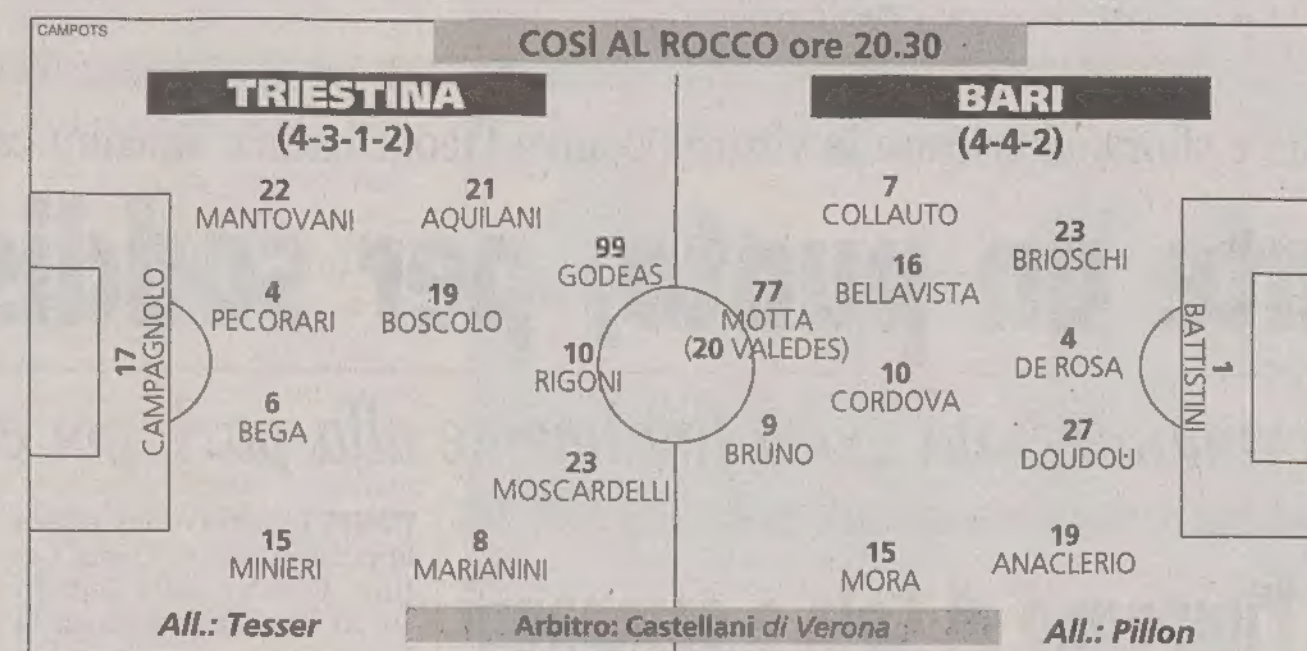 CAMPOTS
COSÌ AL ROCCO ore 20.30
TRIESTINA
(4-3-1-2)
17
CAMPAGNOLO
22
MANTOVANI
4
PECORARI
6
BEGA
15
MINIERI
21
AQUILANI
19
BOSCOLO
8
MARIANINI
10
RIGONI
99
GODEAS
23
MOSCARDELLI
All.: Tesser
BARI
(4-4-2)
77
MOTTA
(20 VALEDES)
9
BRUNO
7
COLLAUTO
16
BELLAVISTA
10
CORDOVA
15
MORA
23
BRIOSCHI
4
DE ROSA
27
DOUDOU
19
ANACLERIO
1
BATTISTINI
All.: Pillon
Arbitro: Castellani di Verona